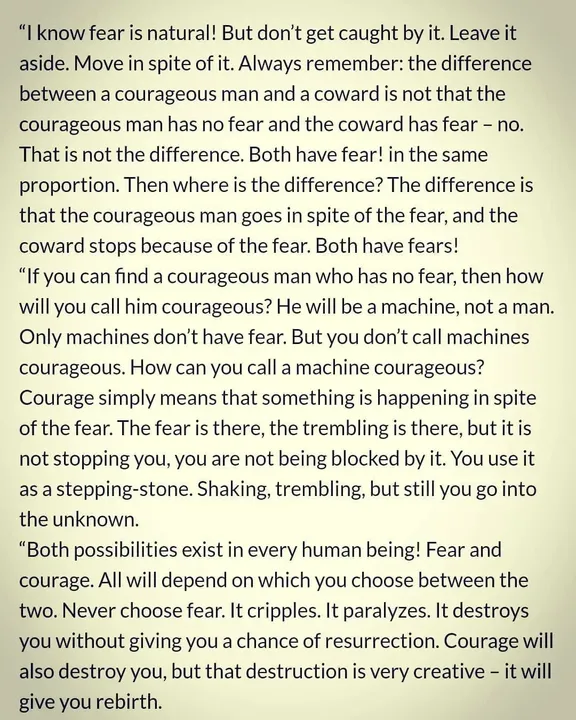 “I know fear is natural! But don’t get caught by it. Leave it
aside. Move in spite of it. Always remember: the difference
between a courageous man and a coward is not that the
courageous man has no fear and the coward has fear – no.
That is not the difference. Both have fear! in the same
proportion. Then where is the difference? The difference is
that the courageous man goes in spite of the fear, and the
coward stops because of the fear. Both have fears!
“If you can find a courageous man who has no fear, then how
will you call him courageous? He will be a machine, not a man.
Only machines don’t have fear. But you don’t call machines
courageous. How can you call a machine courageous?
Courage simply means that something is happening in spite
of the fear. The fear is there, the trembling is there, but it is
not stopping you, you are not being blocked by it. You use it
as a stepping-stone. Shaking, trembling, but still you go into
the unknown.
“Both possibilities exist in every human being! Fear and
courage. All will depend on which you choose between the
two. Never choose fear. It cripples. It paralyzes. It destroys
you without giving you a chance of resurrection. Courage will
also destroy you, but that destruction is very creative – it will
give you rebirth.